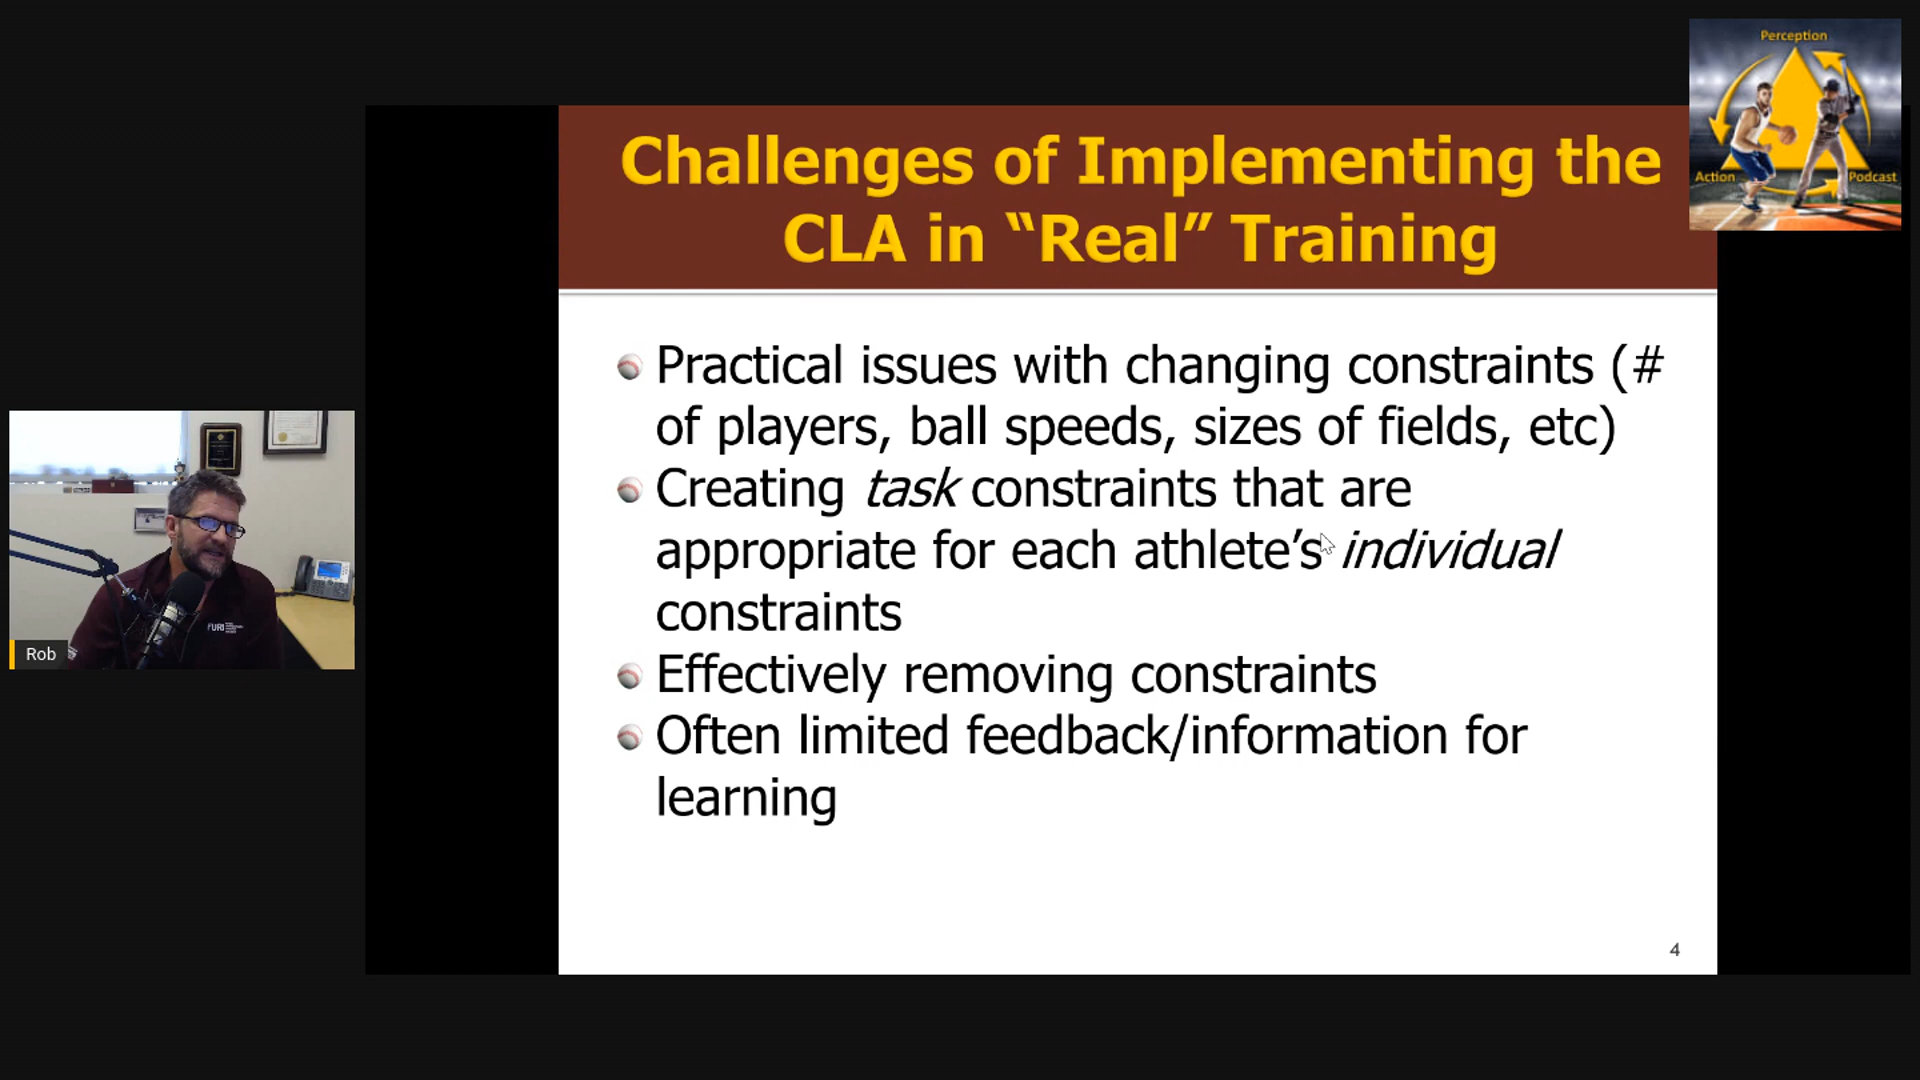 Perception
Action
Podcast
Challenges of Implementing the
CLA in “Real” Training
Practical issues with changing constraints (#
of players, ball speeds, sizes of fields, etc)
Creating task constraints that are
appropriate for each athlete’s individual
constraints
Effectively removing constraints
Often limited feedback/information for
learning
4
Rob
FURI